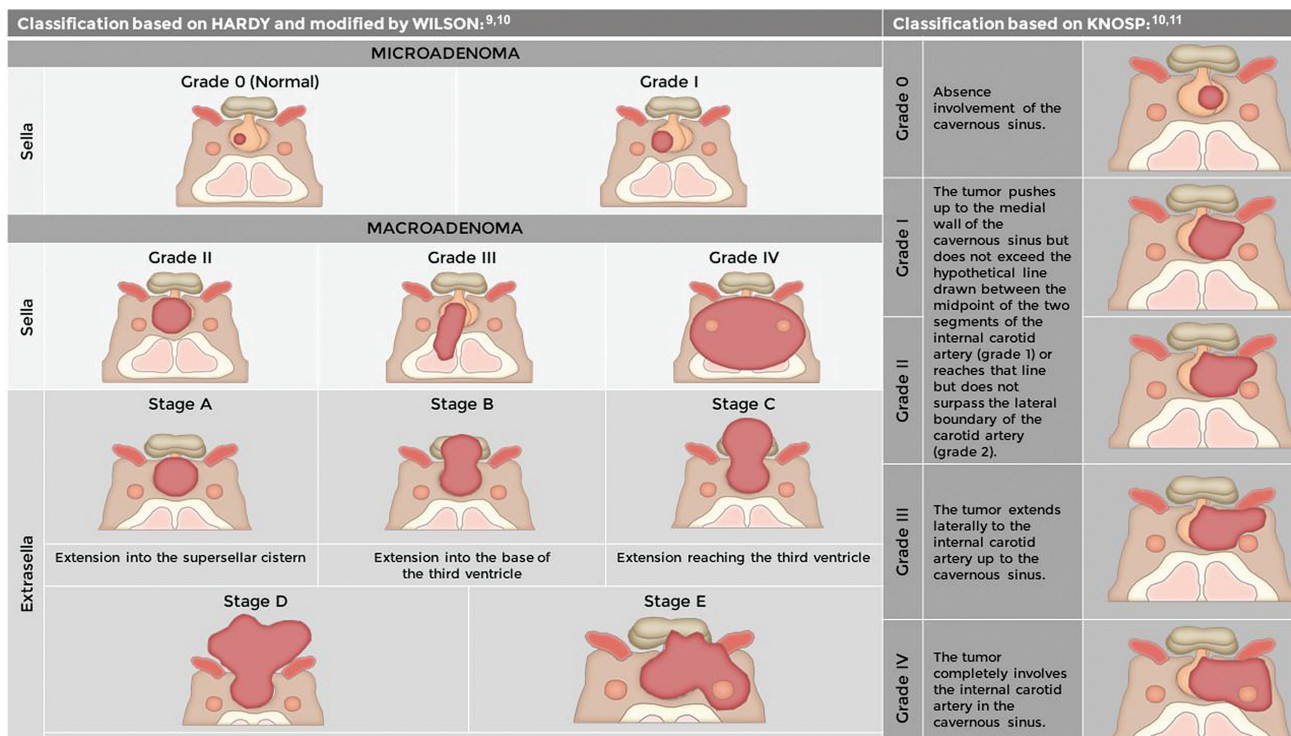 Classification based on HARDY and modified by WILSON:9,10
MICROADENOMA
Sella
Grade 0 (Normal)
Grade I
MACROADENOMA
Sella
Grade II
Grade III
Grade IV
Extrasella
Stage A
Stage B
Stage C
Extension into the supersellar cistern
Extension into the base of
the third ventricle
Extension reaching the third ventricle
Stage D
Stage E
Classification based on KNOSP:10,11
Grade 0
Absence
involvement of the
cavernous sinus.
Grade I
Grade II
The tumor pushes
up to the medial
wall of the
cavernous sinus but
does not exceed the
hypothetical line
drawn between the
midpoint of the two
segments of the
internal carotid
artery (grade 1) or
reaches that line
but does not
surpass the lateral
boundary of the
carotid artery
(grade 2).
Grade III
The tumor extends
laterally to the
internal carotid
artery up to the
cavernous sinus.
Grade IV
The tumor
completely involves
the internal carotid
artery in the
cavernous sinus.